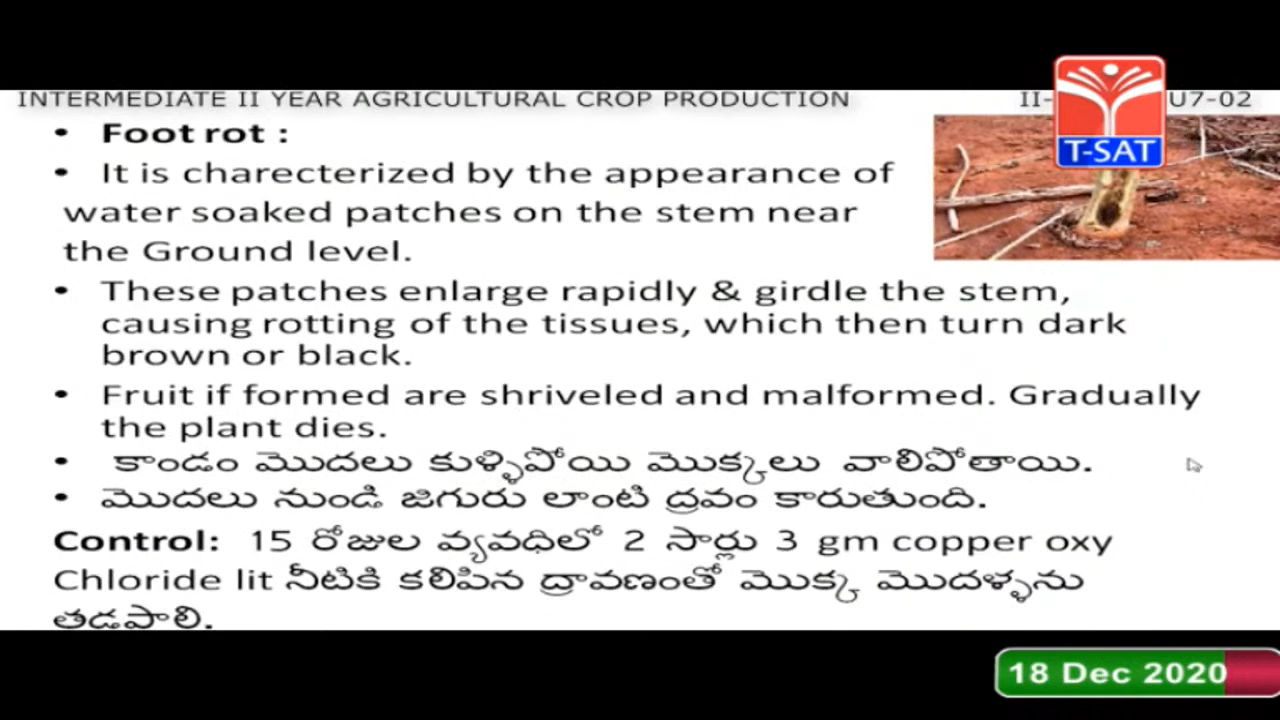 INTERMEDIATE II YEAR AGRICULTURAL CROP PRODUCTION II- U7-02
T-SAT
• Foot rot :
• It is charecterized by the appearance of
water soaked patches on the stem near
the Ground level.
• These patches enlarge rapidly & girdle the stem,
causing rotting of the tissues, which then turn dark
brown or black.
• Fruit if formed are shriveled and malformed. Gradually
the plant dies.
• కాండం మొదలు కుళ్ళిపోయి మొక్కలు వాలిపోతాయి.
• మొదలు నుండి జిగురు లాంటి ద్రవం కారుతుంది.
Control: 15 రోజుల వ్యవధిలో 2 సార్లు 3 gm copper oxy
Chloride lit నీటికి కలిపిన ద్రావణంతో మొక్క మొదళ్ళను
తడపాలి.
18 Dec 2020